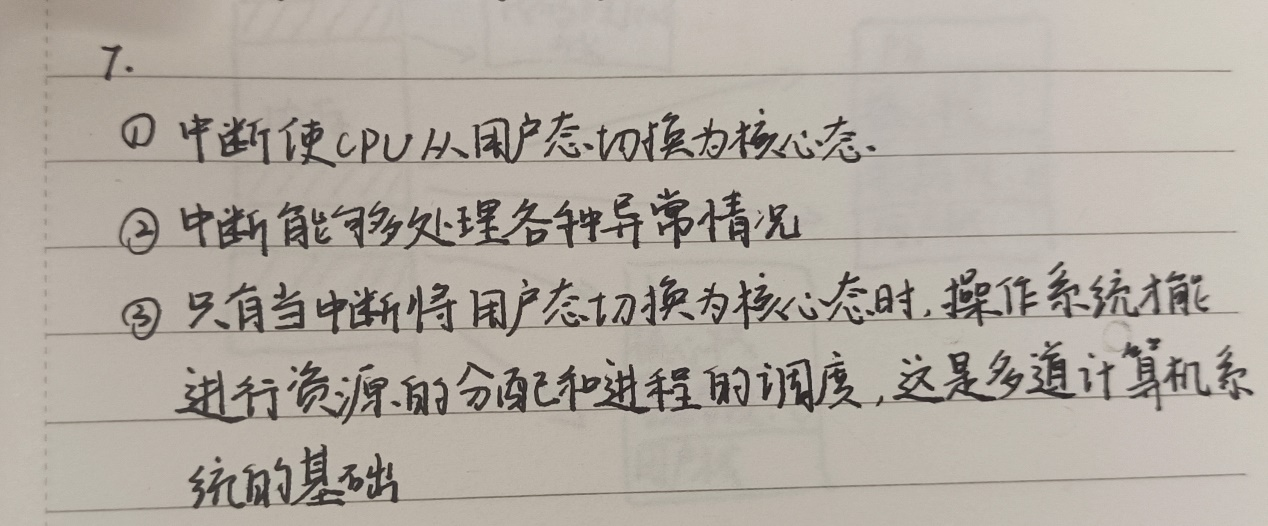 7.
① 中断使CPU从用户态切换为核心态.
② 中断能够处理各种异常情况
③ 只有当中断将用户态切换为核心态时,操作系统才能
进行资源的分配和进程的调度,这是多道计算机系
统的基础